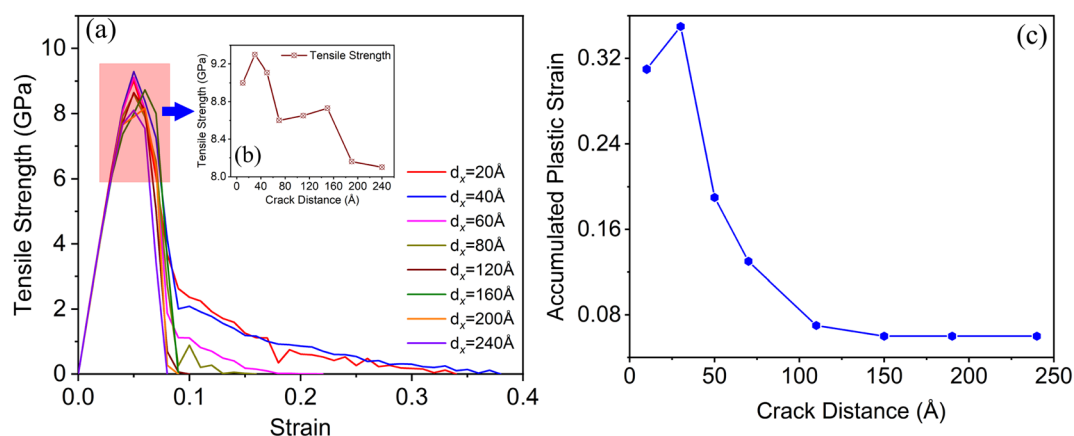 (a)
Tensile Strength (GPa)
10
8
6
4
2
0
0.0
0.1
0.2
0.3
0.4
Strain
dx=20Å
dx=40Å
dx=60Å
dx=80Å
dx=120Å
dx=160Å
dx=200Å
dx=240Å
(b)
Tensile Strength
Tensile Strength (GPa)
9.2
8.8
8.4
8.0
0
40
80
120
160
200
240
Crack Distance (Å)
(c)
Accumulated Plastic Strain
0.32
0.24
0.16
0.08
0
50
100
150
200
250
Crack Distance (Å)